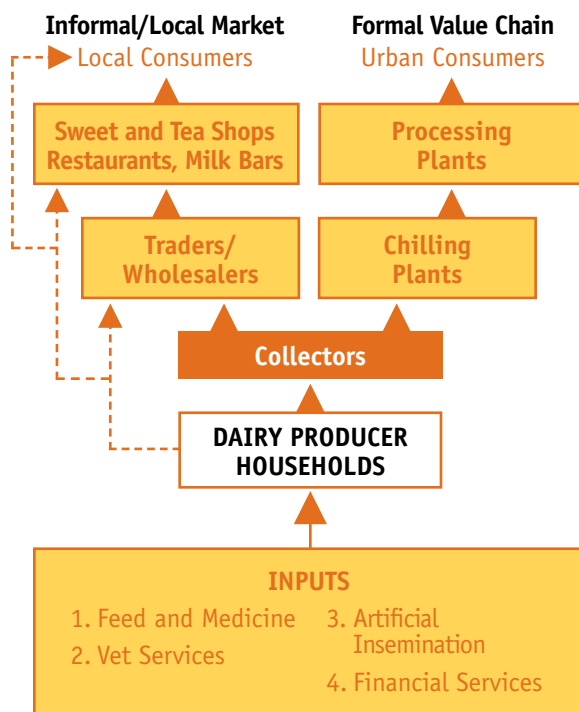 Informal/Local Market
Local Consumers
Formal Value Chain
Urban Consumers
Sweet and Tea Shops
Restaurants, Milk Bars
Processing
Plants
Traders/
Wholesalers
Chilling
Plants
Collectors
DAIRY PRODUCER
HOUSEHOLDS
INPUTS
1. Feed and Medicine
2. Vet Services
3. Artificial
Insemination
4. Financial Services